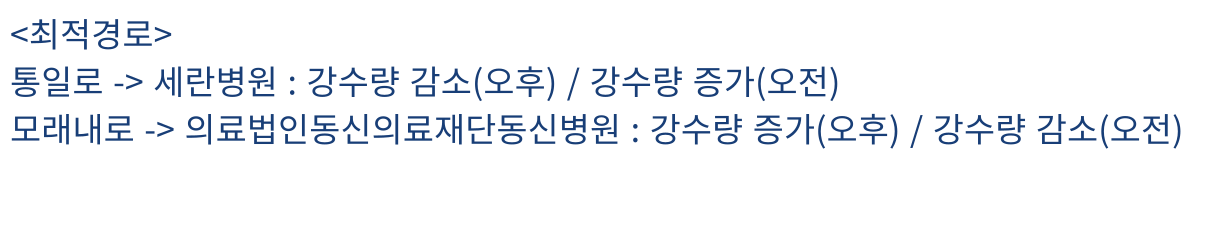 <최적경로>
통일로 -> 세란병원 : 강수량 감소(오후) / 강수량 증가(오전)
모래내로 -> 의료법인동신의료재단동신병원 : 강수량 증가(오후) / 강수량 감소(오전)